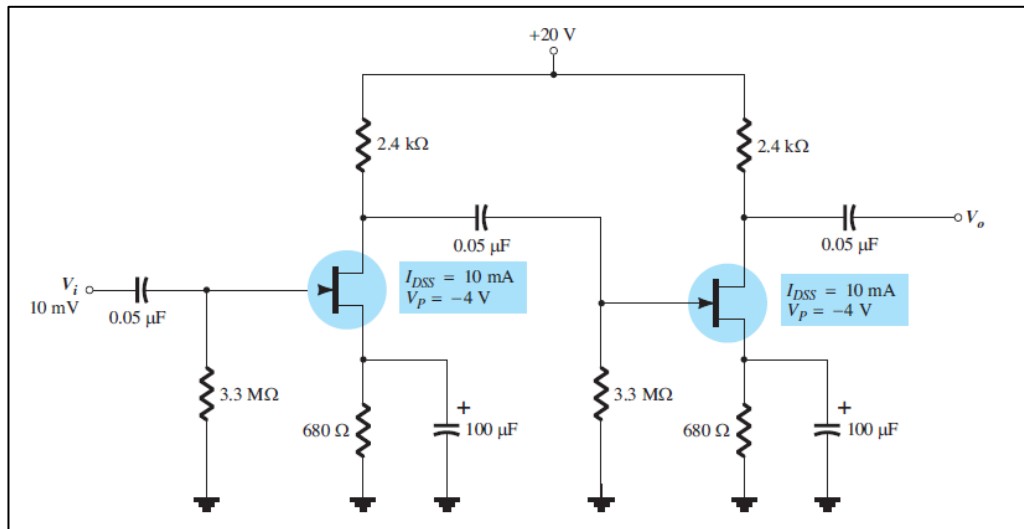 +20 V
2.4 kΩ
2.4 kΩ
0.05 μF
0.05 μF
V_o
I_DSS = 10 mA
V_P = −4 V
I_DSS = 10 mA
V_P = −4 V
V_i
10 mV
0.05 μF
3.3 MΩ
3.3 MΩ
680 Ω
+
100 μF
680 Ω
+
100 μF